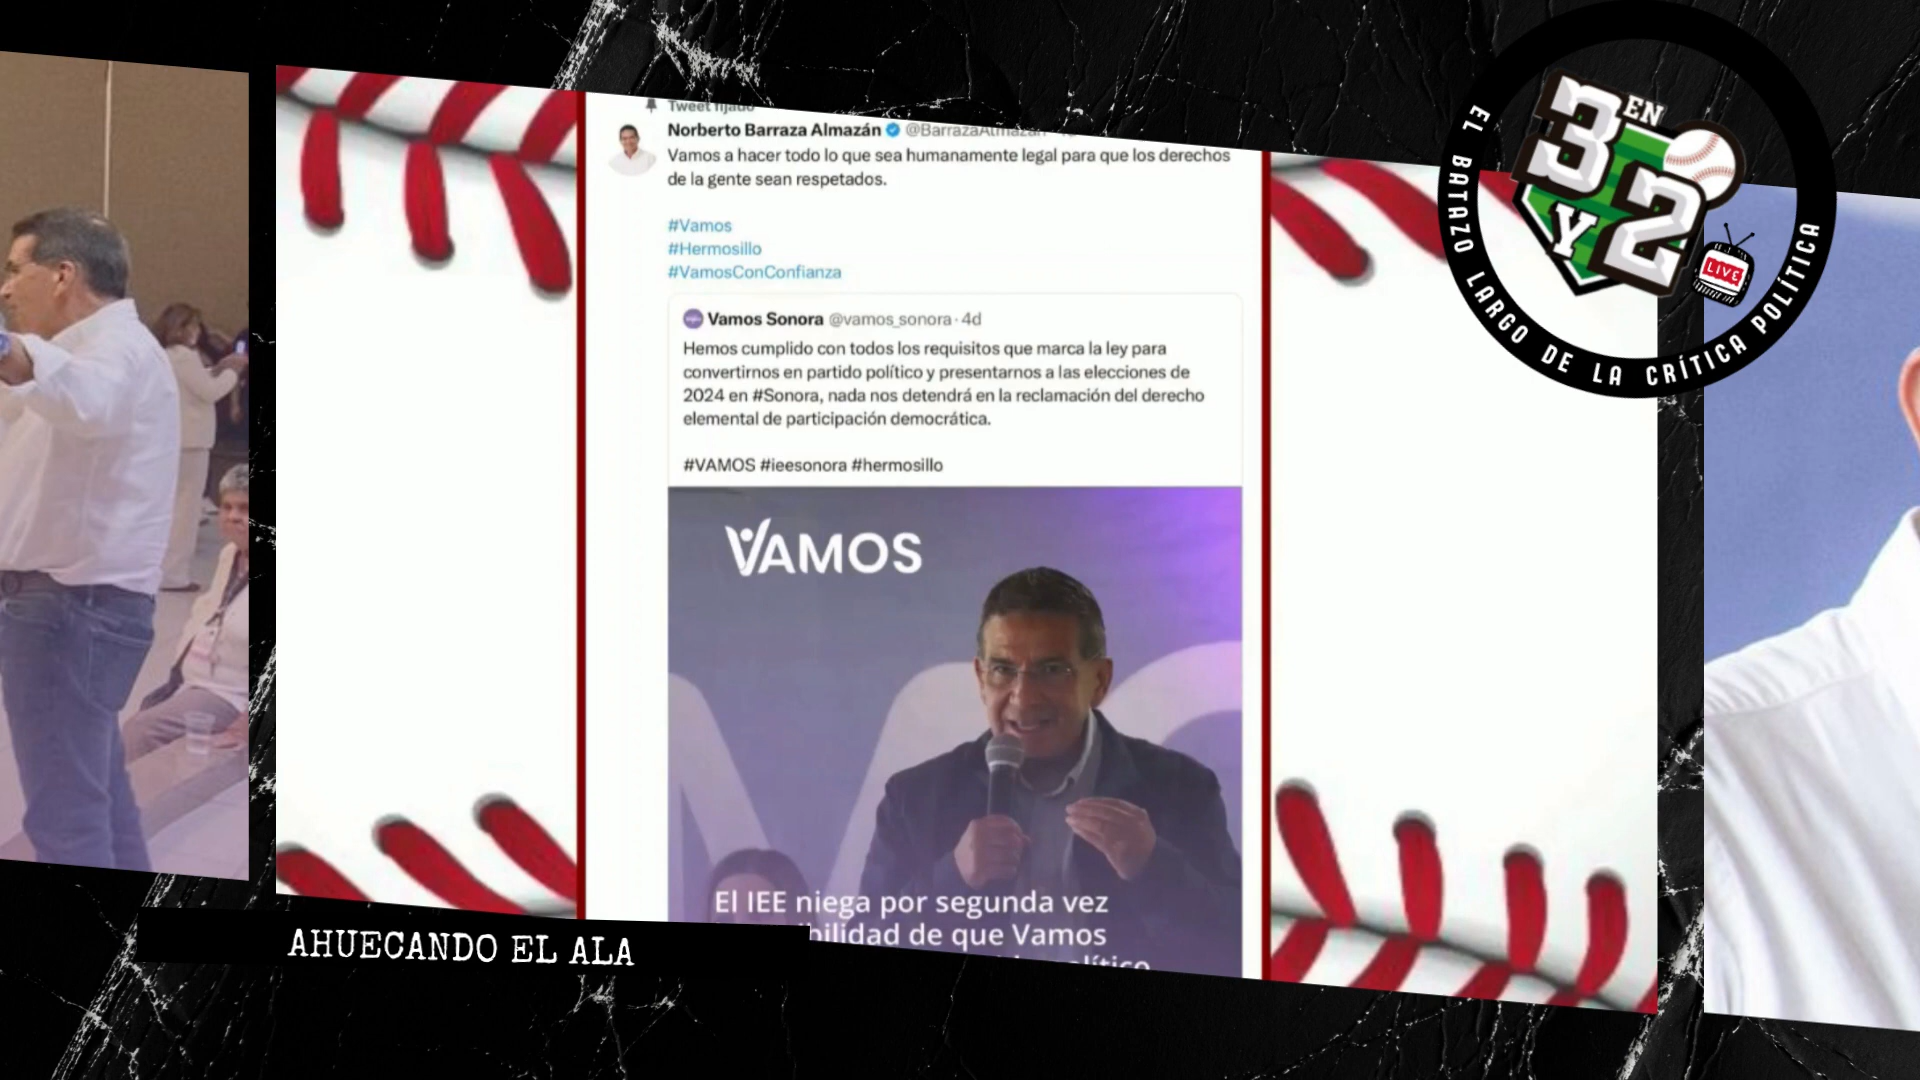 Tweet fijado
Norberto Barraza Almazán @BarrazaAlmazan
Vamos a hacer todo lo que sea humanamente legal para que los derechos
de la gente sean respetados.
#Vamos
#Hermosillo
#VamosConConfianza
Vamos Sonora @vamos_sonora · 4d
Hemos cumplido con todos los requisitos que marca la ley para
convertirnos en partido político y presentarnos a las elecciones de
2024 en #Sonora, nada nos detendrá en la reclamación del derecho
elemental de participación democrática.
#VAMOS #ieesonora #hermosillo
VAMOS
El IEE niega por segunda vez
de que Vamos
3 EN
Y 2
LIVE
EL BATAZO LARGO DE LA CRÍTICA POLÍTICA
AHUECANDO EL ALA